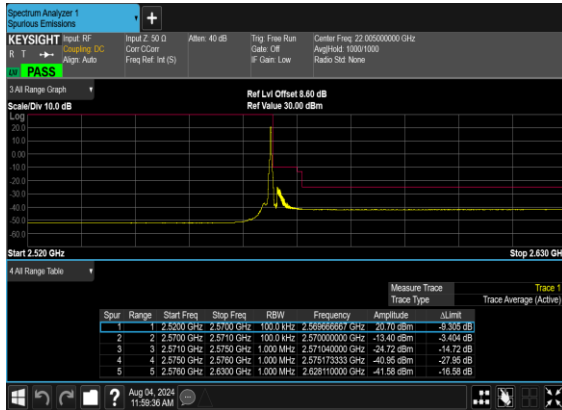 Spectrum Analyzer 1
Spurious Emissions
KEYSIGHT
R T
Input: RF
Coupling: DC
Align: Auto
Input Z: 50 Ω
Corr CCorr
Freq Ref: Int (S)
Atten: 40 dB
Trig: Free Run
Gate: Off
IF Gain: Low
Center Freq: 22.005000000 GHz
Avg|Hold: 1000/1000
Radio Std: None
PASS
3 All Range Graph
Scale/Div 10.0 dB
Ref Lvl Offset 8.60 dB
Ref Value 30.00 dBm
Log
20.0
10.0
0.00
-10.0
-20.0
-30.0
-40.0
-50.0
-60.0
Start 2.520 GHz
Stop 2.630 GH
4 All Range Table
Measure Trace Trace 1
Trace Type Trace Average (Active)
Spur Range Start Freq Stop Freq RBW Frequency Amplitude ΔLimit
1 1 2.5200 GHz 2.5700 GHz 100.0 kHz 2.569666667 GHz 20.70 dBm -9.305 dB
2 2 2.5700 GHz 2.5710 GHz 100.0 kHz 2.570000000 GHz -13.40 dBm -3.404 dB
3 3 2.5710 GHz 2.5750 GHz 1.000 MHz 2.571040000 GHz -24.72 dBm -14.72 dB
4 4 2.5750 GHz 2.5760 GHz 1.000 MHz 2.575173333 GHz -40.95 dBm -27.95 dB
5 5 2.5760 GHz 2.6300 GHz 1.000 MHz 2.628110000 GHz -41.58 dBm -16.58 dB
Aug 04, 2024
11:59:36 AM